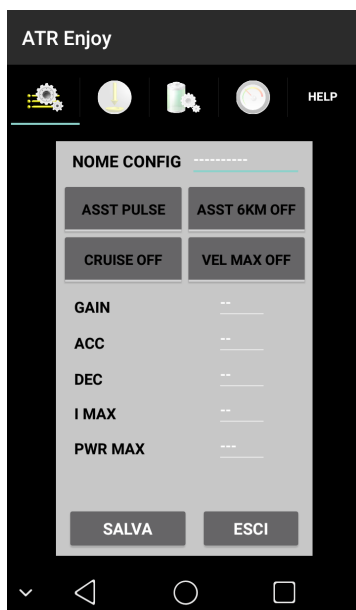 ATR Enjoy
HELP
NOME CONFIG ----------
ASST PULSE ASST 6KM OFF
CRUISE OFF VEL MAX OFF
GAIN --
ACC --
DEC --
I MAX --
PWR MAX ---
SALVA ESCI